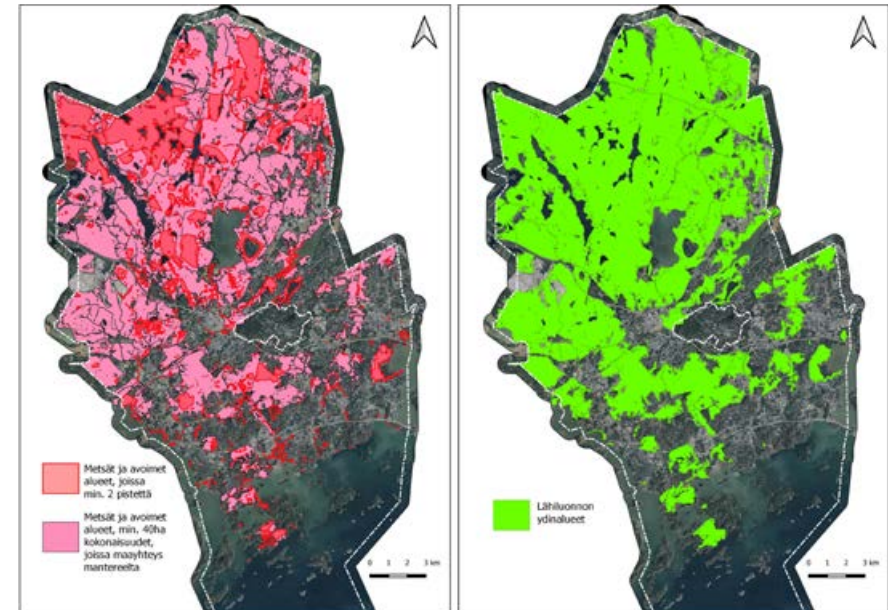 Metsät ja avoimet
alueet, joissa
min. 2 pistettä
Metsät ja avoimet
alueet, min. 40ha
kokonaisuudet,
joissa maayhteys
mantereelta
0 1 2 3 km
Lähiluonnon
ydinalueet
0 1 2 3 km